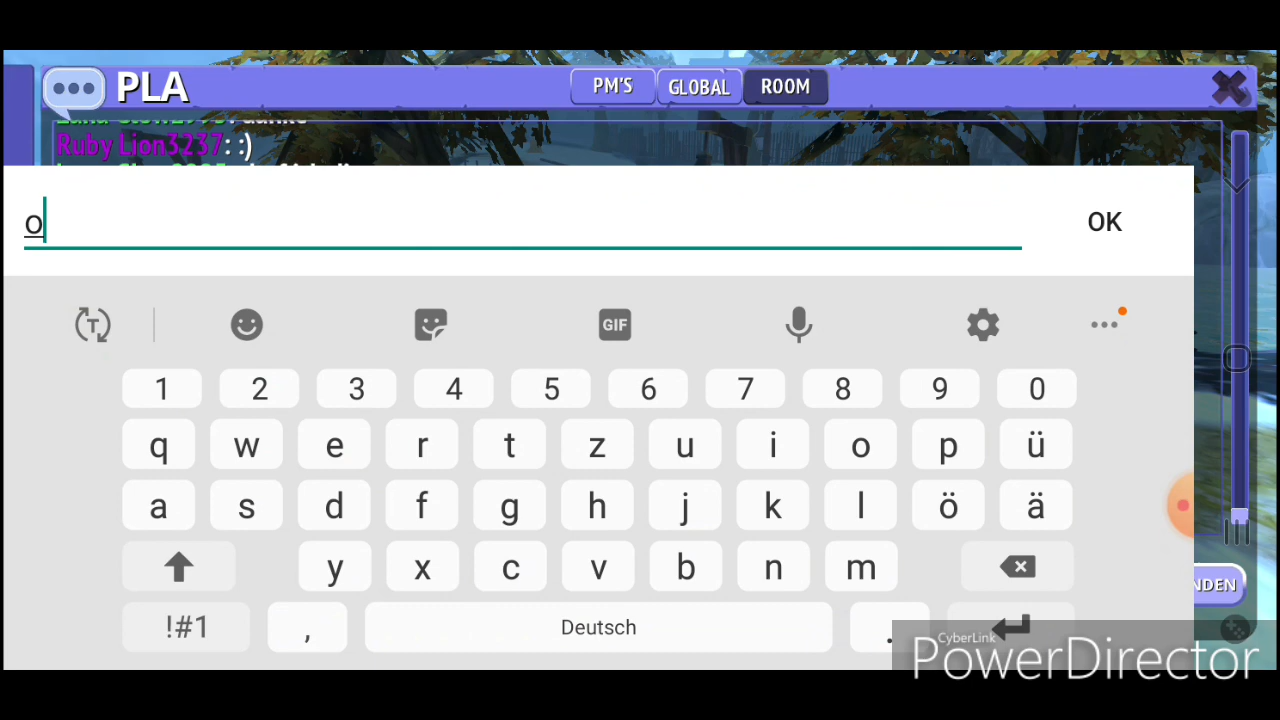 PLA PM'S GLOBAL ROOM
Ruby Lion3237: :)
o
OK
T GIF
1 2 3 4 5 6 7 8 9 0
q w e r t z u i o p ü
a s d f g h j k l ö ä
y x c v b n m
!#1 , Deutsch .
NDEN
CyberLink
PowerDirector